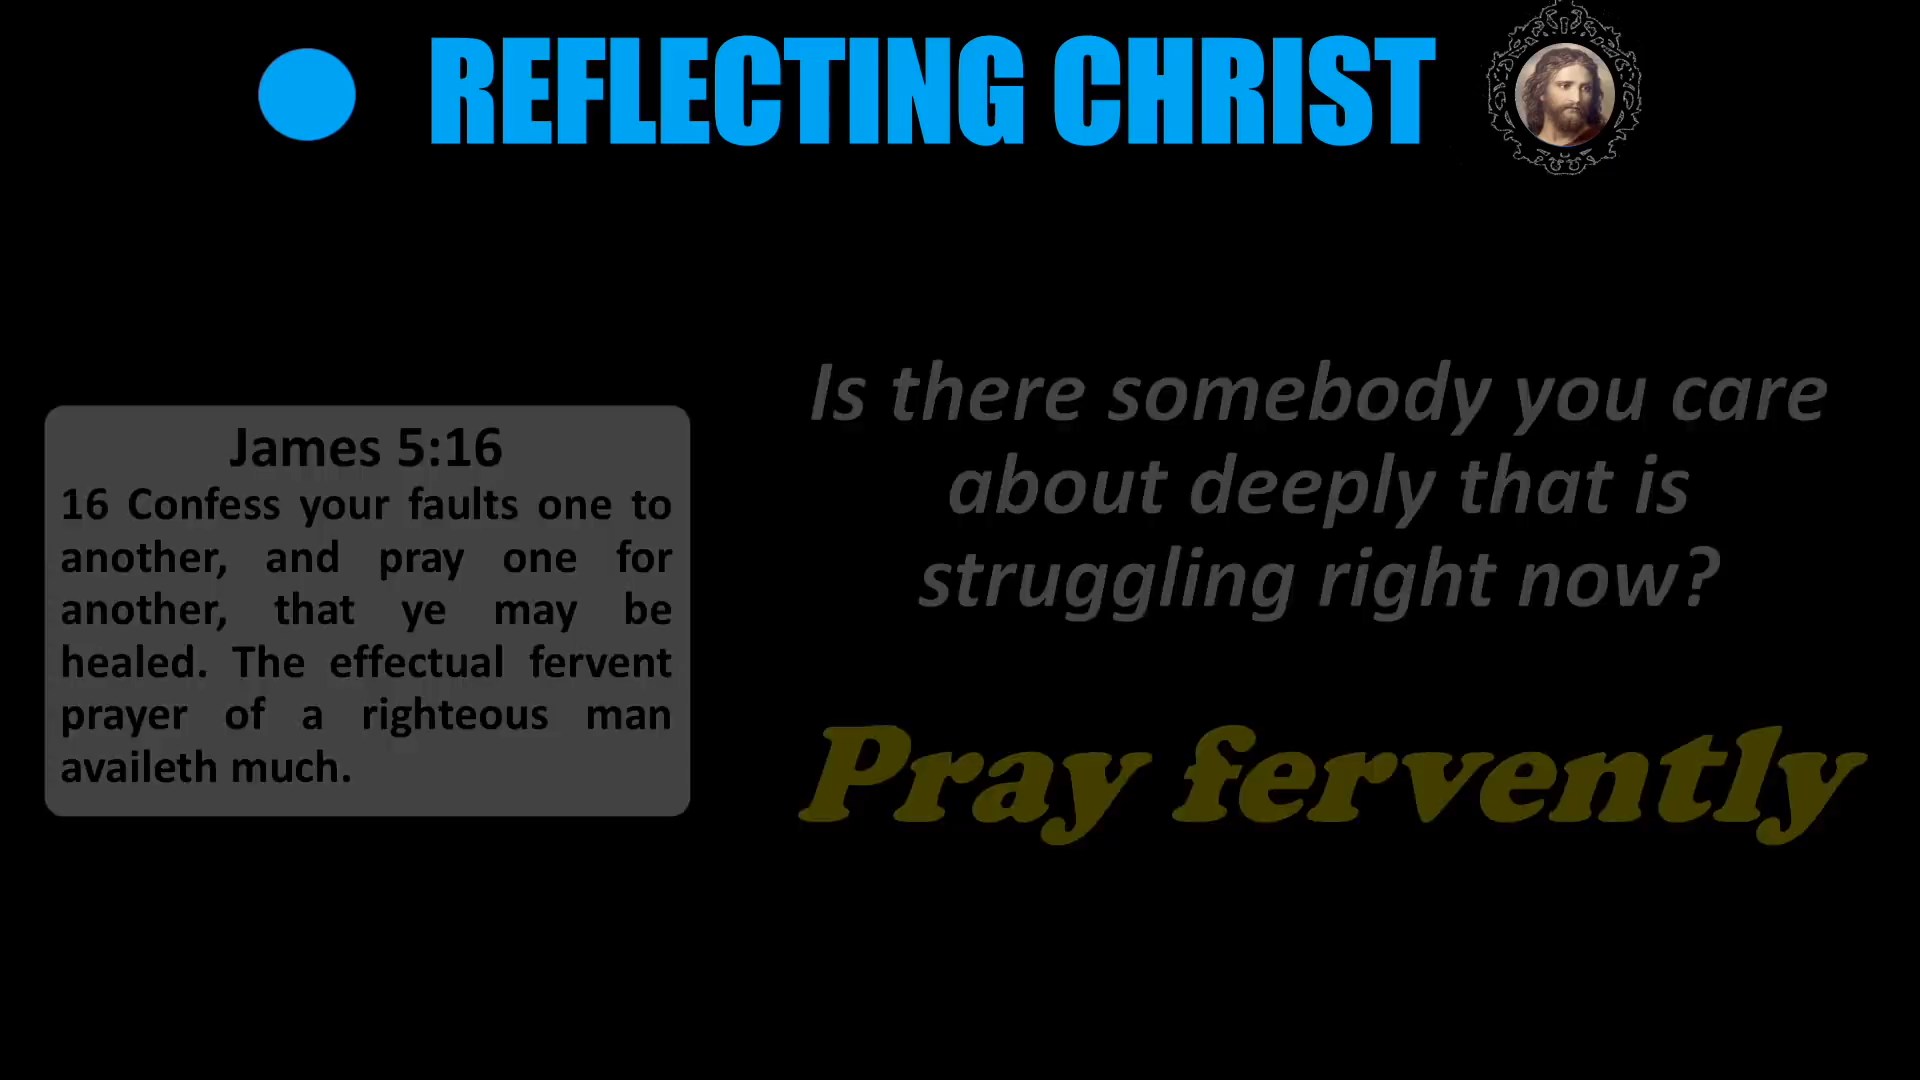 REFLECTING CHRIST
James 5:16
16 Confess your faults one to
another, and pray one for
another, that ye may be
healed. The effectual fervent
prayer of a righteous man
availeth much.
Is there somebody you care
about deeply that is
struggling right now?
Pray fervently